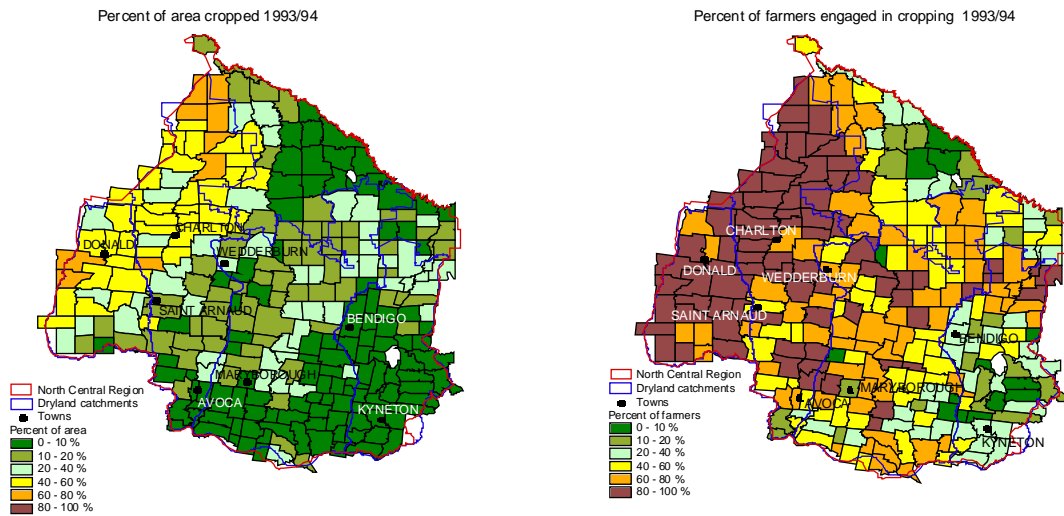 Percent of area cropped 1993/94
CHARLTON
DONALD
WEDDERBURN
SAINT ARNAUD
BENDIGO
MARYBOROUGH
AVOCA
KYNETON
North Central Region
Dryland catchments
Towns
Percent of area
0 - 10 %
10 - 20 %
20 - 40 %
40 - 60 %
60 - 80 %
80 - 100 %
Percent of farmers engaged in cropping 1993/94
CHARLTON
DONALD
WEDDERBURN
SAINT ARNAUD
BENDIGO
MARYBOROUGH
AVOCA
KYNETON
North Central Region
Dryland catchments
Towns
Percent of farmers
0 - 10 %
10 - 20 %
20 - 40 %
40 - 60 %
60 - 80 %
80 - 100 %